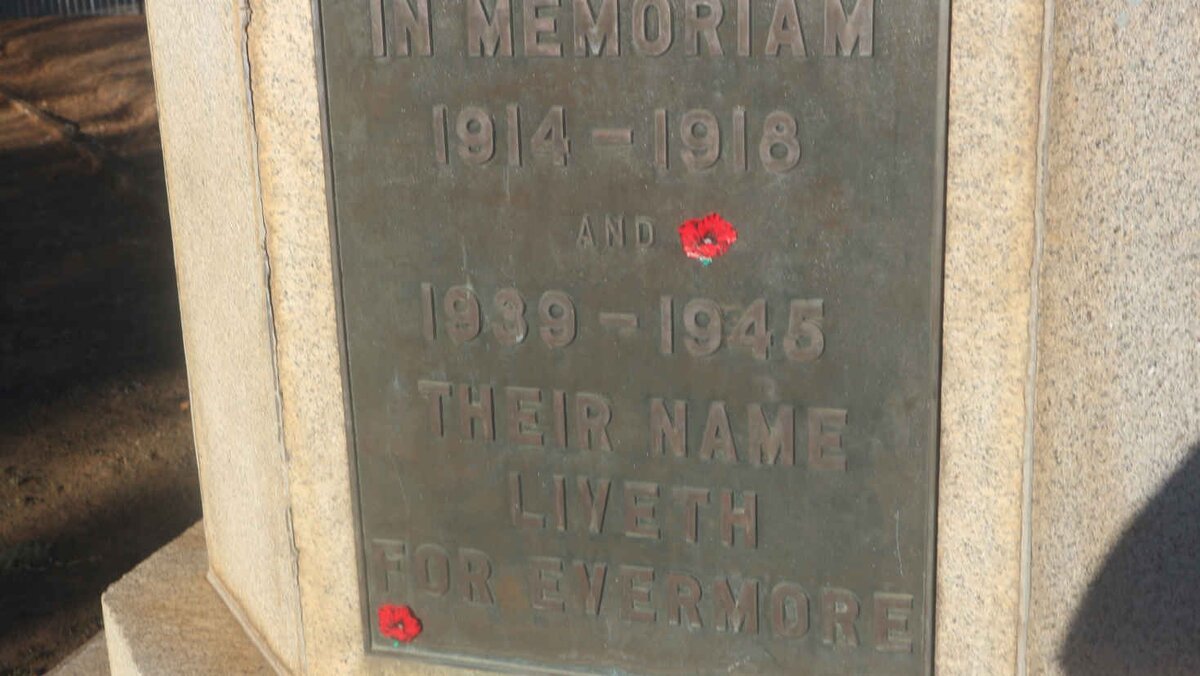 IN MEMORIAM
1914-1918
AND
1939-1945
THEIR NAME
LIVETH
FOR EVERMORE